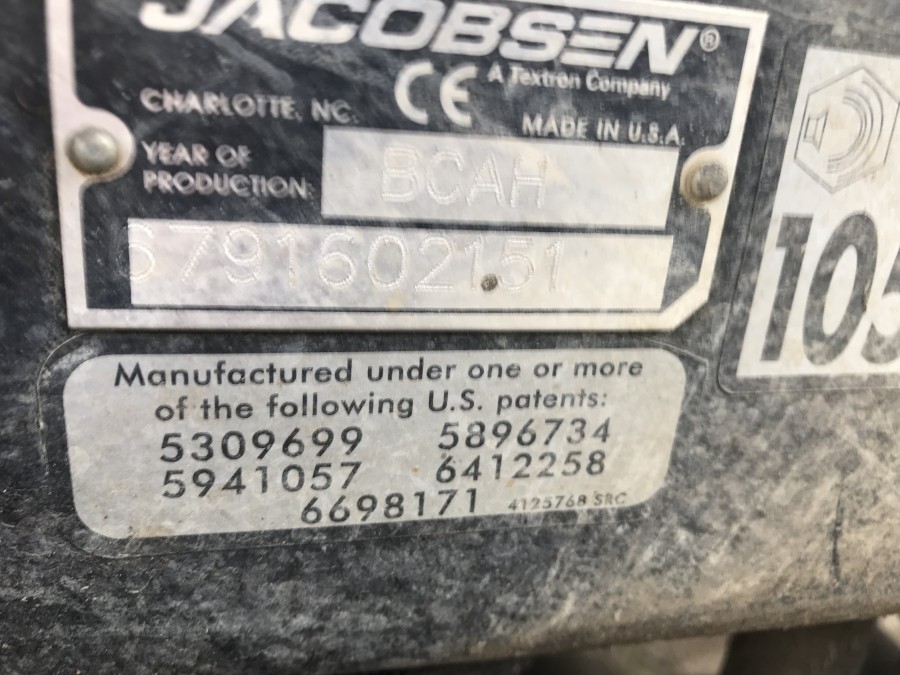 JACOBSEN®
A Textron Company
CHARLOTTE, NC. CE MADE IN U.S.A.
YEAR OF
PRODUCTION: BCAH
6791602151
105
Manufactured under one or more
of the following U.S. patents:
5309699 5896734
5941057 6412258
6698171 4125768 SRC